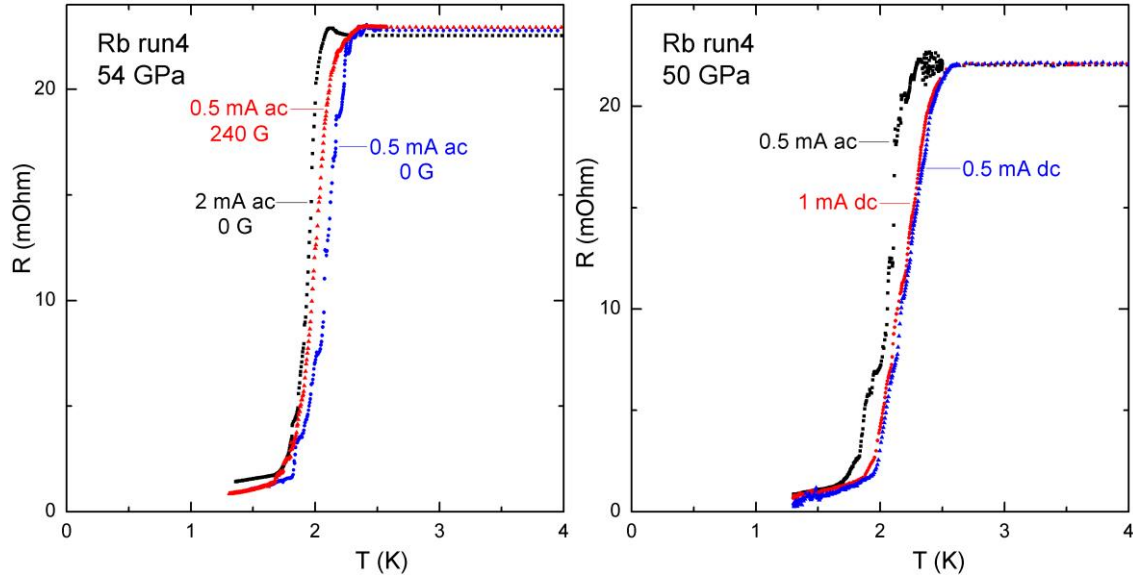 Rb run4
54 GPa
0.5 mA ac
240 G
0.5 mA ac
0 G
2 mA ac
0 G
R (mOhm)
20
10
0
0
1
2
3
4
T (K)
Rb run4
50 GPa
0.5 mA ac
0.5 mA dc
1 mA dc
R (mOhm)
20
10
0
0
1
2
3
4
T (K)